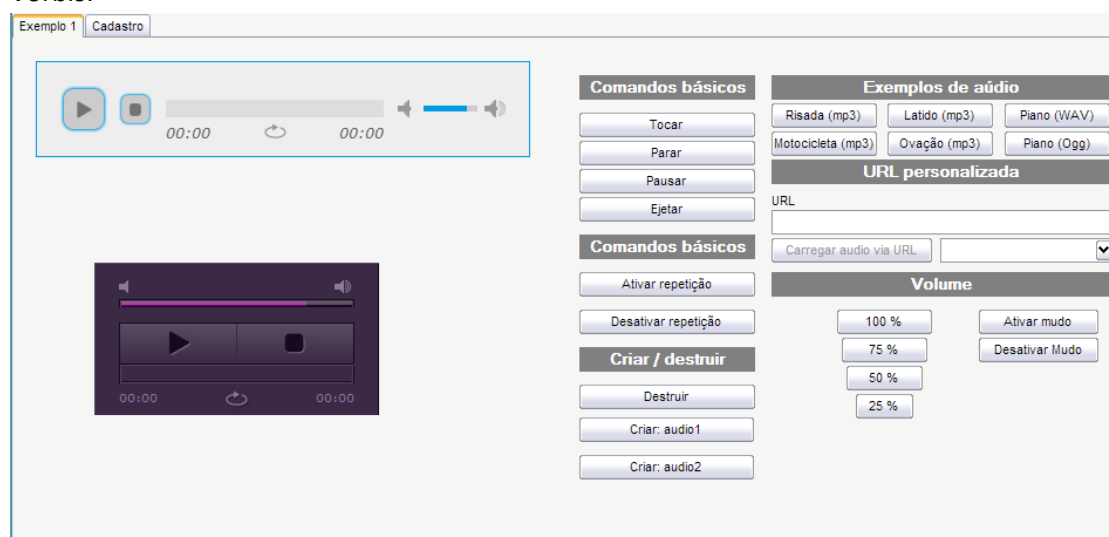 Exemplo 1 Cadastro
00:00 00:00
00:00 00:00
Comandos básicos
Tocar
Parar
Pausar
Ejetar
Comandos básicos
Ativar repetição
Desativar repetição
Criar / destruir
Destruir
Criar: audio1
Criar: audio2
Exemplos de aúdio
Risada (mp3) Latido (mp3) Piano (WAV)
Motocicleta (mp3) Ovação (mp3) Piano (Ogg)
URL personalizada
URL
Carregar audio via URL
Volume
100 % Ativar mudo
75 % Desativar Mudo
50 %
25 %